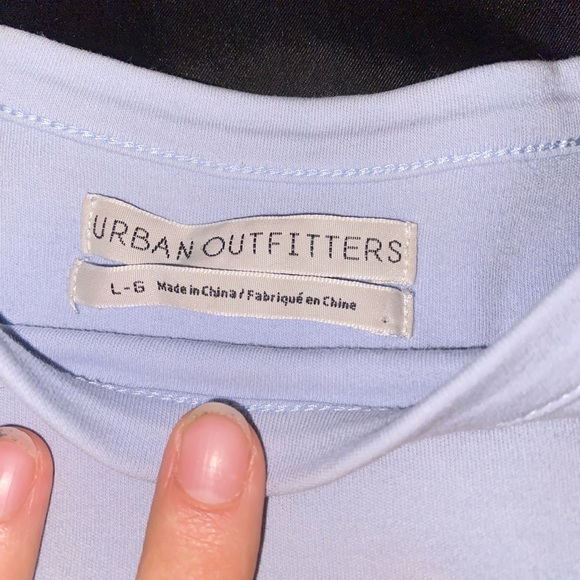 URBAN OUTFITTERS
L-G Made in China / Fabriqué en Chine